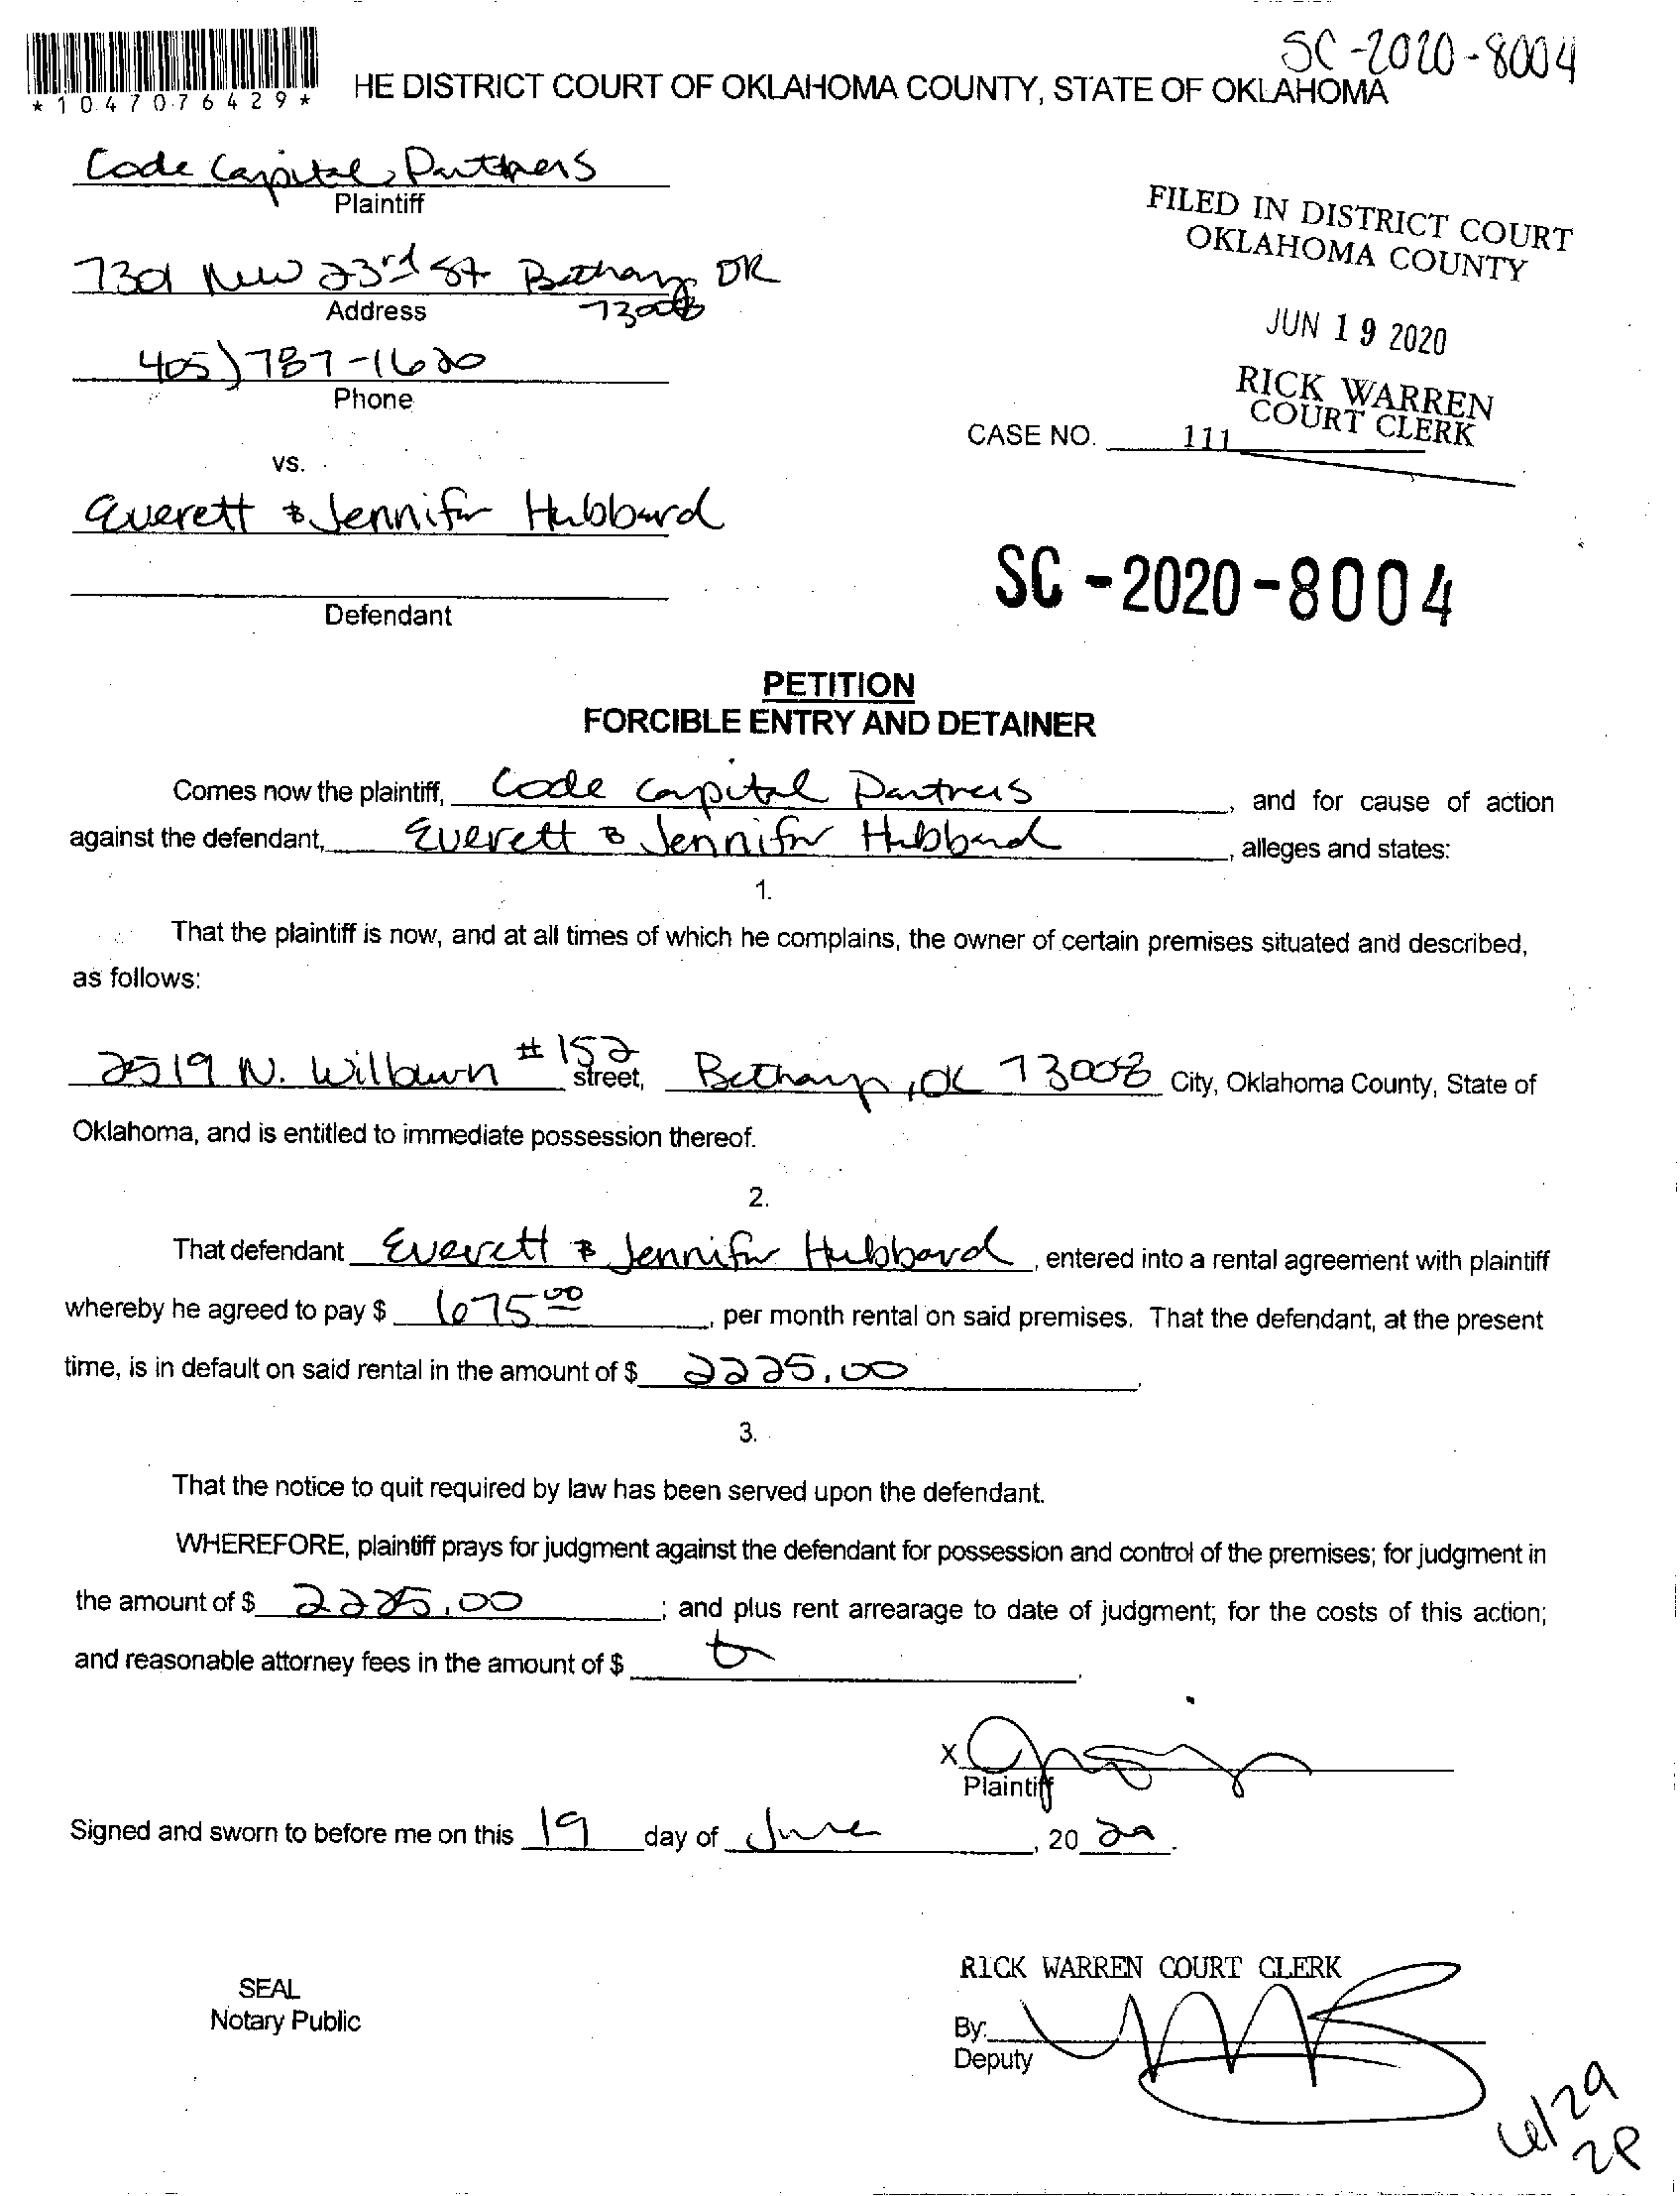 SC-2020-8004
*1047076429*
HE DISTRICT COURT OF OKLAHOMA COUNTY, STATE OF OKLAHOMA
Code Capital Partners
Plaintiff
7301 NW 23rd St Bethany OK
73008
Address
405) 787-1620
Phone
FILED IN DISTRICT COURT
OKLAHOMA COUNTY
JUN 19 2020
RICK WARREN
COURT CLERK
CASE NO. 111
vs.
Everett & Jennifer Hubbard
Defendant
SC-2020-8004
PETITION
FORCIBLE ENTRY AND DETAINER
Comes now the plaintiff, Code Capital Partners, and for cause of action
against the defendant, Everett & Jennifer Hubbard, alleges and states:
1.
That the plaintiff is now, and at all times of which he complains, the owner of certain premises situated and described,
as follows:
2519 N. Wilburn #152 street, Bethany, OK 73008 City, Oklahoma County, State of
Oklahoma, and is entitled to immediate possession thereof.
2.
That defendant Everett & Jennifer Hubbard, entered into a rental agreement with plaintiff
whereby he agreed to pay $ 675.00, per month rental on said premises. That the defendant, at the present
time, is in default on said rental in the amount of $ 2225.00.
3.
That the notice to quit required by law has been served upon the defendant.
WHEREFORE, plaintiff prays for judgment against the defendant for possession and control of the premises; for judgment in
the amount of $ 2225.00; and plus rent arrearage to date of judgment; for the costs of this action;
and reasonable attorney fees in the amount of $ .
X
Plaintiff
Signed and sworn to before me on this 19 day of June, 20 20.
SEAL
Notary Public
RICK WARREN COURT CLERK
By:
Deputy
6/29
2P